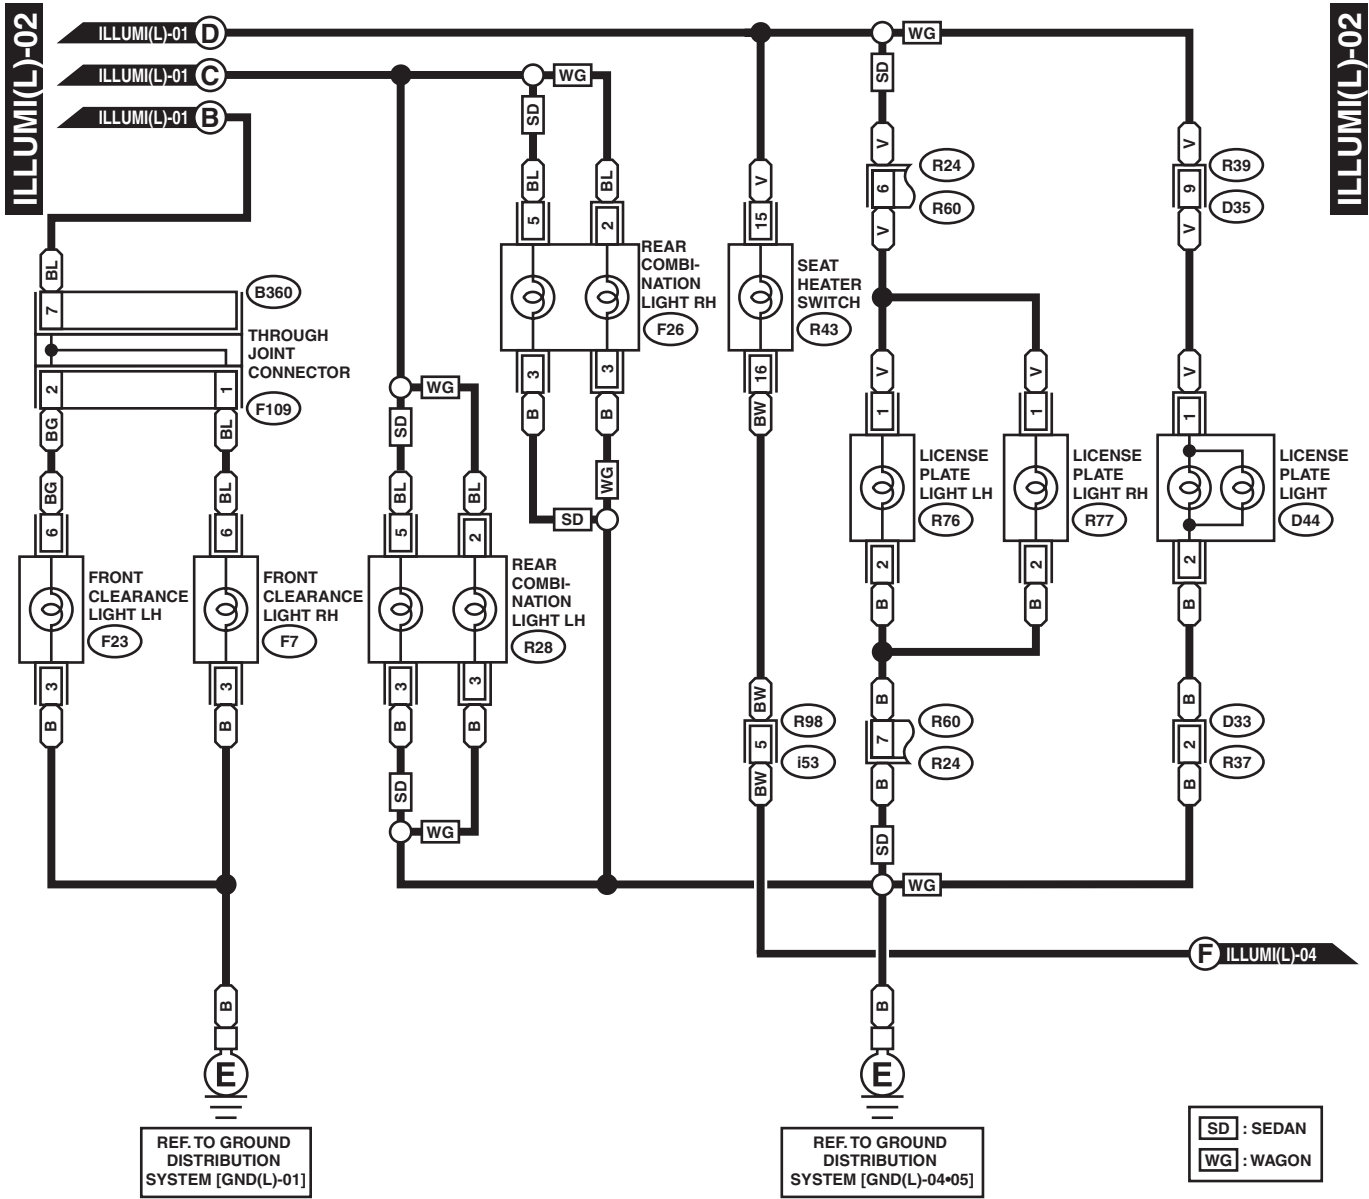 ILLUMI(L)-02
ILLUMI(L)-02
ILLUMI(L)-01 D
WG
ILLUMI(L)-01 C
WG
ILLUMI(L)-01 B
SD
SD
V
V
BL
BL
V
R24
R39
6
9
R60
D35
5
2
15
V
V
BL
REAR
COMBI-
NATION
LIGHT RH
F26
SEAT
HEATER
SWITCH
R43
7
B360
THROUGH
JOINT
CONNECTOR
2
1
F109
3
3
16
V
V
V
WG
SD
B
B
BW
1
1
1
BG
BL
BG
BL
BL
BL
WG
SD
LICENSE
PLATE
LIGHT LH
R76
LICENSE
PLATE
LIGHT RH
R77
LICENSE
PLATE
LIGHT
D44
6
6
5
2
2
2
2
FRONT
CLEARANCE
LIGHT LH
F23
FRONT
CLEARANCE
LIGHT RH
F7
REAR
COMBI-
NATION
LIGHT LH
R28
B
B
B
3
3
3
3
BW
B
B
B
B
B
B
R98
R60
D33
5
7
2
i53
R24
R37
BW
B
B
SD
WG
SD
WG
F ILLUMI(L)-04
B
B
E
E
REF. TO GROUND
DISTRIBUTION
SYSTEM [GND(L)-01]
REF. TO GROUND
DISTRIBUTION
SYSTEM [GND(L)-04•05]
SD : SEDAN
WG : WAGON